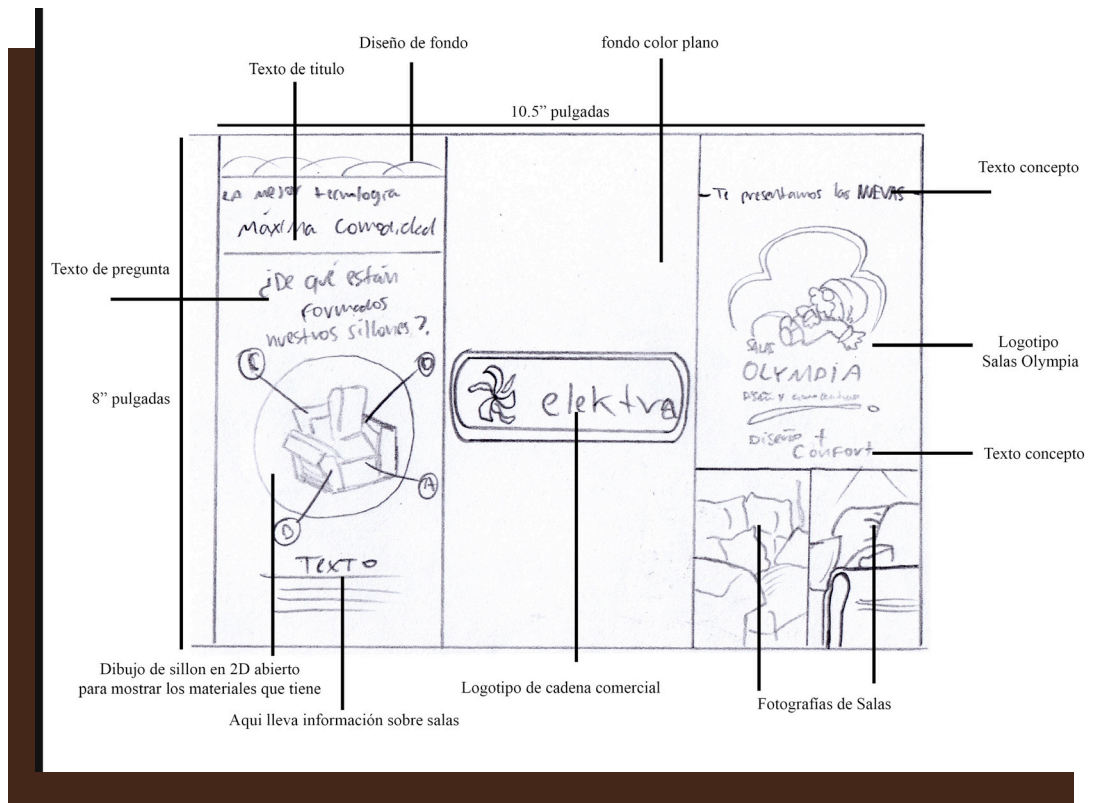 Diseño de fondo
fondo color plano
Texto de titulo
10.5” pulgadas
Texto concepto
LA MEJOR tecnología
Máxima Comodidad
Te presentamos las NUEVAS
Texto de pregunta
¿De qué están
formados
nuestros sillones?
C
D
A
B
elektra
SALAS
OLYMPIA
Logotipo
Salas Olympia
8” pulgadas
Diseño +
Confort
Texto concepto
TEXTO
Dibujo de sillon en 2D abierto
para mostrar los materiales que tiene
Logotipo de cadena comercial
Fotografías de Salas
Aqui lleva información sobre salas